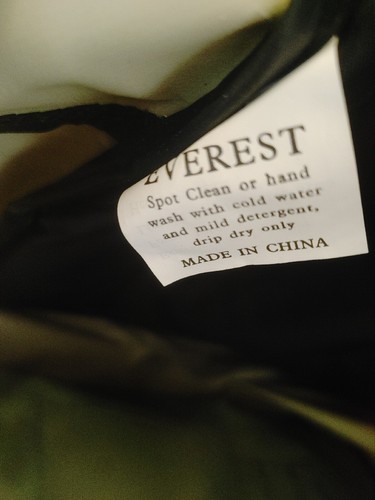 EVEREST
Spot Clean or hand
wash with cold water
and mild detergent,
drip dry only
MADE IN CHINA